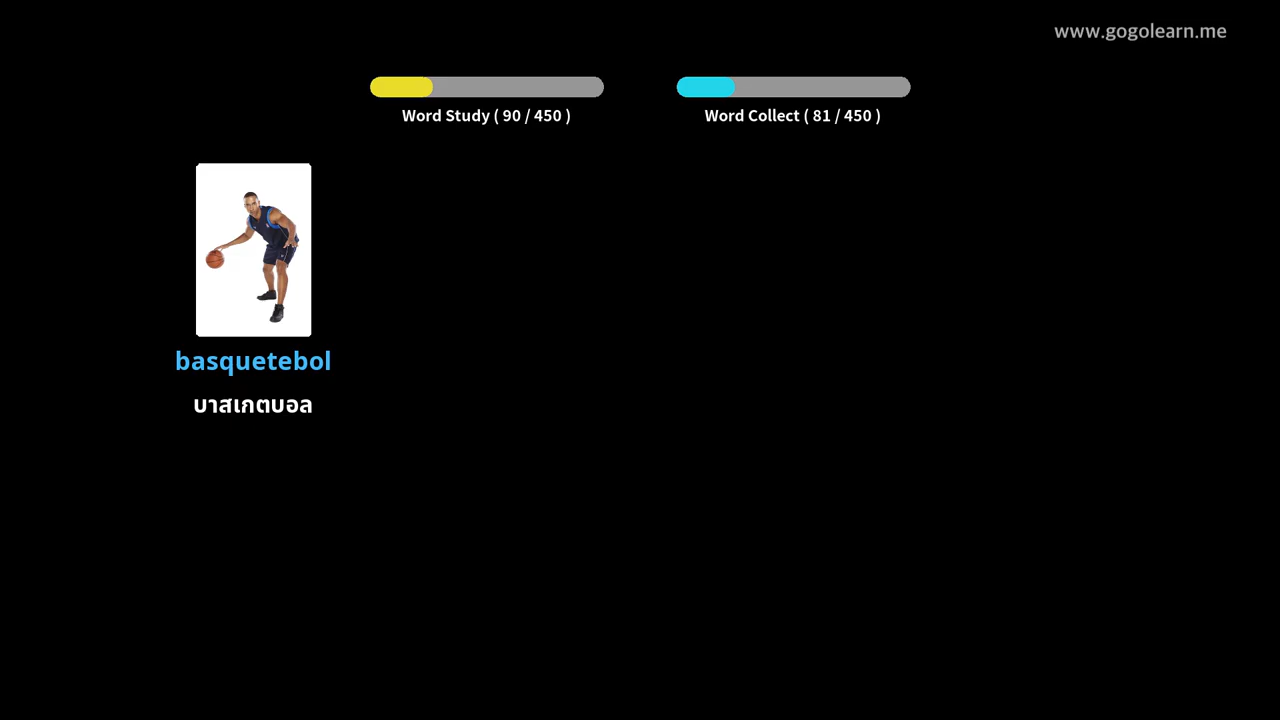 www.gogolearn.me
Word Study ( 90 / 450 )
Word Collect ( 81 / 450 )
basquetebol
บาสเกตบอล